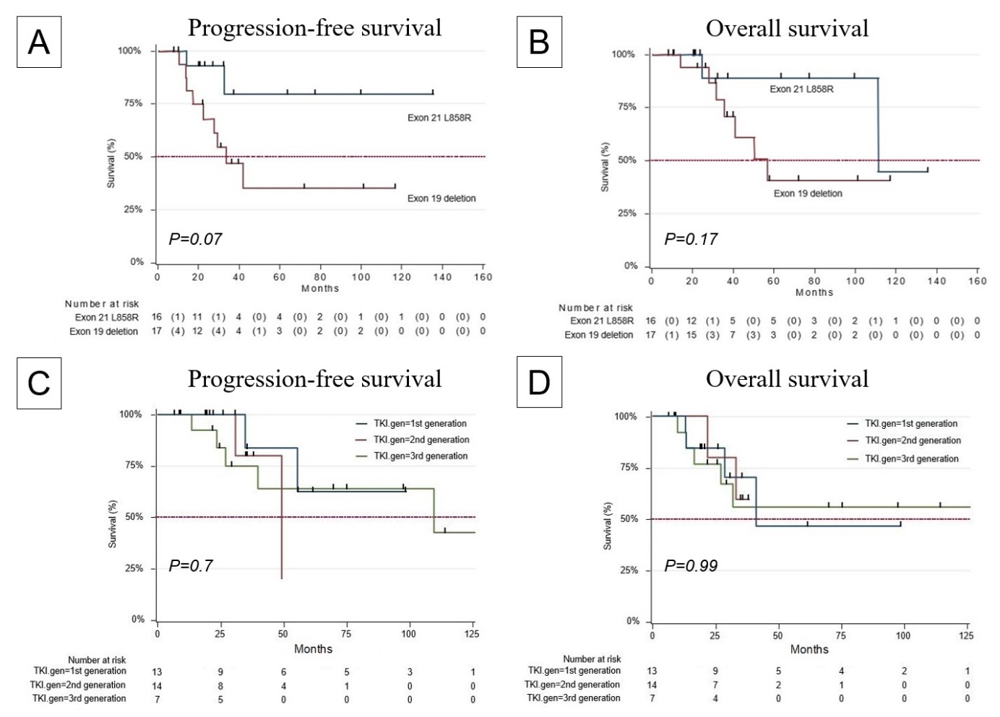 A
Progression-free survival
100%
75%
50%
25%
0%
Survival (%)
Exon 21 L858R
Exon 19 deletion
P=0.07
0 20 40 60 80 100 120 140 160
Months
Number at risk
Exon 21 L858R 16 (1) 11 (1) 4 (0) 4 (0) 2 (0) 1 (0) 1 (0) 0 (0) 0
Exon 19 deletion 17 (4) 12 (4) 4 (1) 3 (0) 2 (0) 2 (0) 0 (0) 0 (0) 0
B
Overall survival
100%
75%
50%
25%
0%
Survival (%)
Exon 21 L858R
Exon 19 deletion
P=0.17
0 20 40 60 80 100 120 140 160
Months
Number at risk
Exon 21 L858R 16 (0) 12 (1) 5 (0) 5 (0) 3 (0) 2 (1) 1 (0) 0 (0) 0
Exon 19 deletion 17 (1) 15 (3) 7 (3) 3 (0) 2 (0) 2 (0) 0 (0) 0 (0) 0
C
Progression-free survival
100%
75%
50%
25%
0%
Survival (%)
TKI.gen=1st generation
TKI.gen=2nd generation
TKI.gen=3rd generation
P=0.7
0 25 50 75 100 125
Months
Number at risk
TKI.gen=1st generation 13 9 6 5 3 1
TKI.gen=2nd generation 14 8 4 1 0 0
TKI.gen=3rd generation 7 5 0 0 0 0
D
Overall survival
100%
75%
50%
25%
0%
Survival (%)
TKI.gen=1st generation
TKI.gen=2nd generation
TKI.gen=3rd generation
P=0.99
0 25 50 75 100 125
Months
Number at risk
TKI.gen=1st generation 13 9 5 4 2 1
TKI.gen=2nd generation 14 7 2 1 0 0
TKI.gen=3rd generation 7 4 0 0 0 0